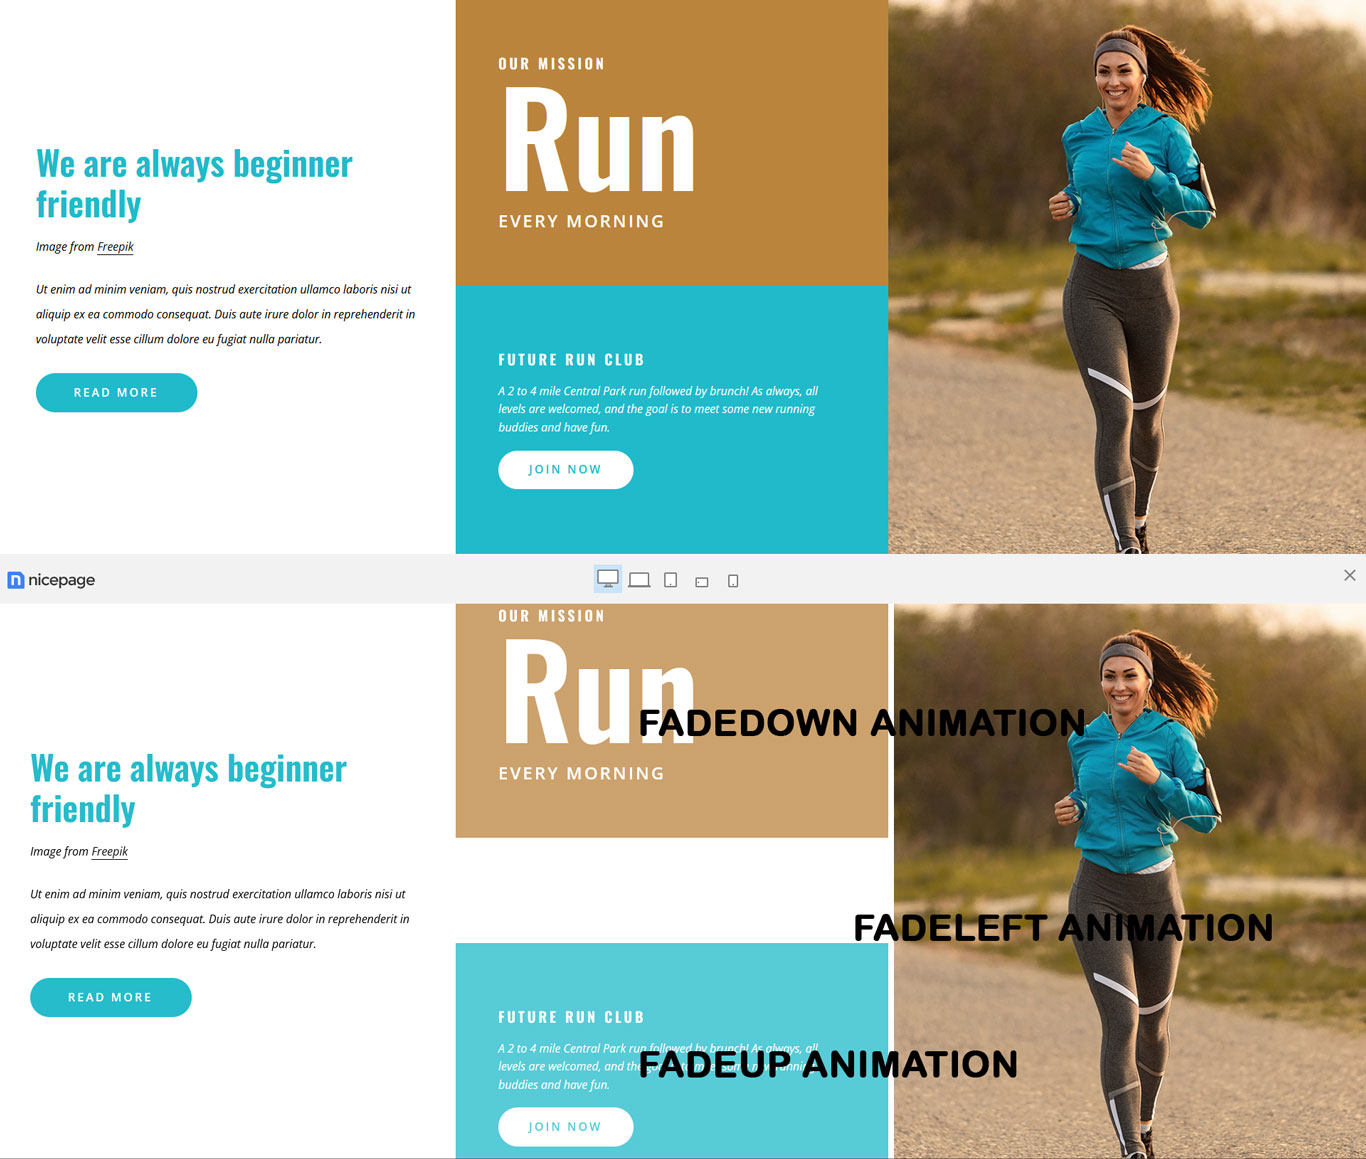 We are always beginner
friendly
Image from Freepik
Ut enim ad minim veniam, quis nostrud exercitation ullamco laboris nisi ut
aliquip ex ea commodo consequat. Duis aute irure dolor in reprehenderit in
voluptate velit esse cillum dolore eu fugiat nulla pariatur.
READ MORE
OUR MISSION
Run
EVERY MORNING
FUTURE RUN CLUB
A 2 to 4 mile Central Park run followed by brunch! As always, all
levels are welcomed, and the goal is to meet some new running
buddies and have fun.
JOIN NOW
nicepage
We are always beginner
friendly
Image from Freepik
Ut enim ad minim veniam, quis nostrud exercitation ullamco laboris nisi ut
aliquip ex ea commodo consequat. Duis aute irure dolor in reprehenderit in
voluptate velit esse cillum dolore eu fugiat nulla pariatur.
READ MORE
OUR MISSION
Run
EVERY MORNING
FADEDOWN ANIMATION
FADELEFT ANIMATION
FUTURE RUN CLUB
A 2 to 4 mile Central Park run followed by brunch! As always, all
levels are welcomed, and the
buddies and have fun.
FADEUP ANIMATION
JOIN NOW